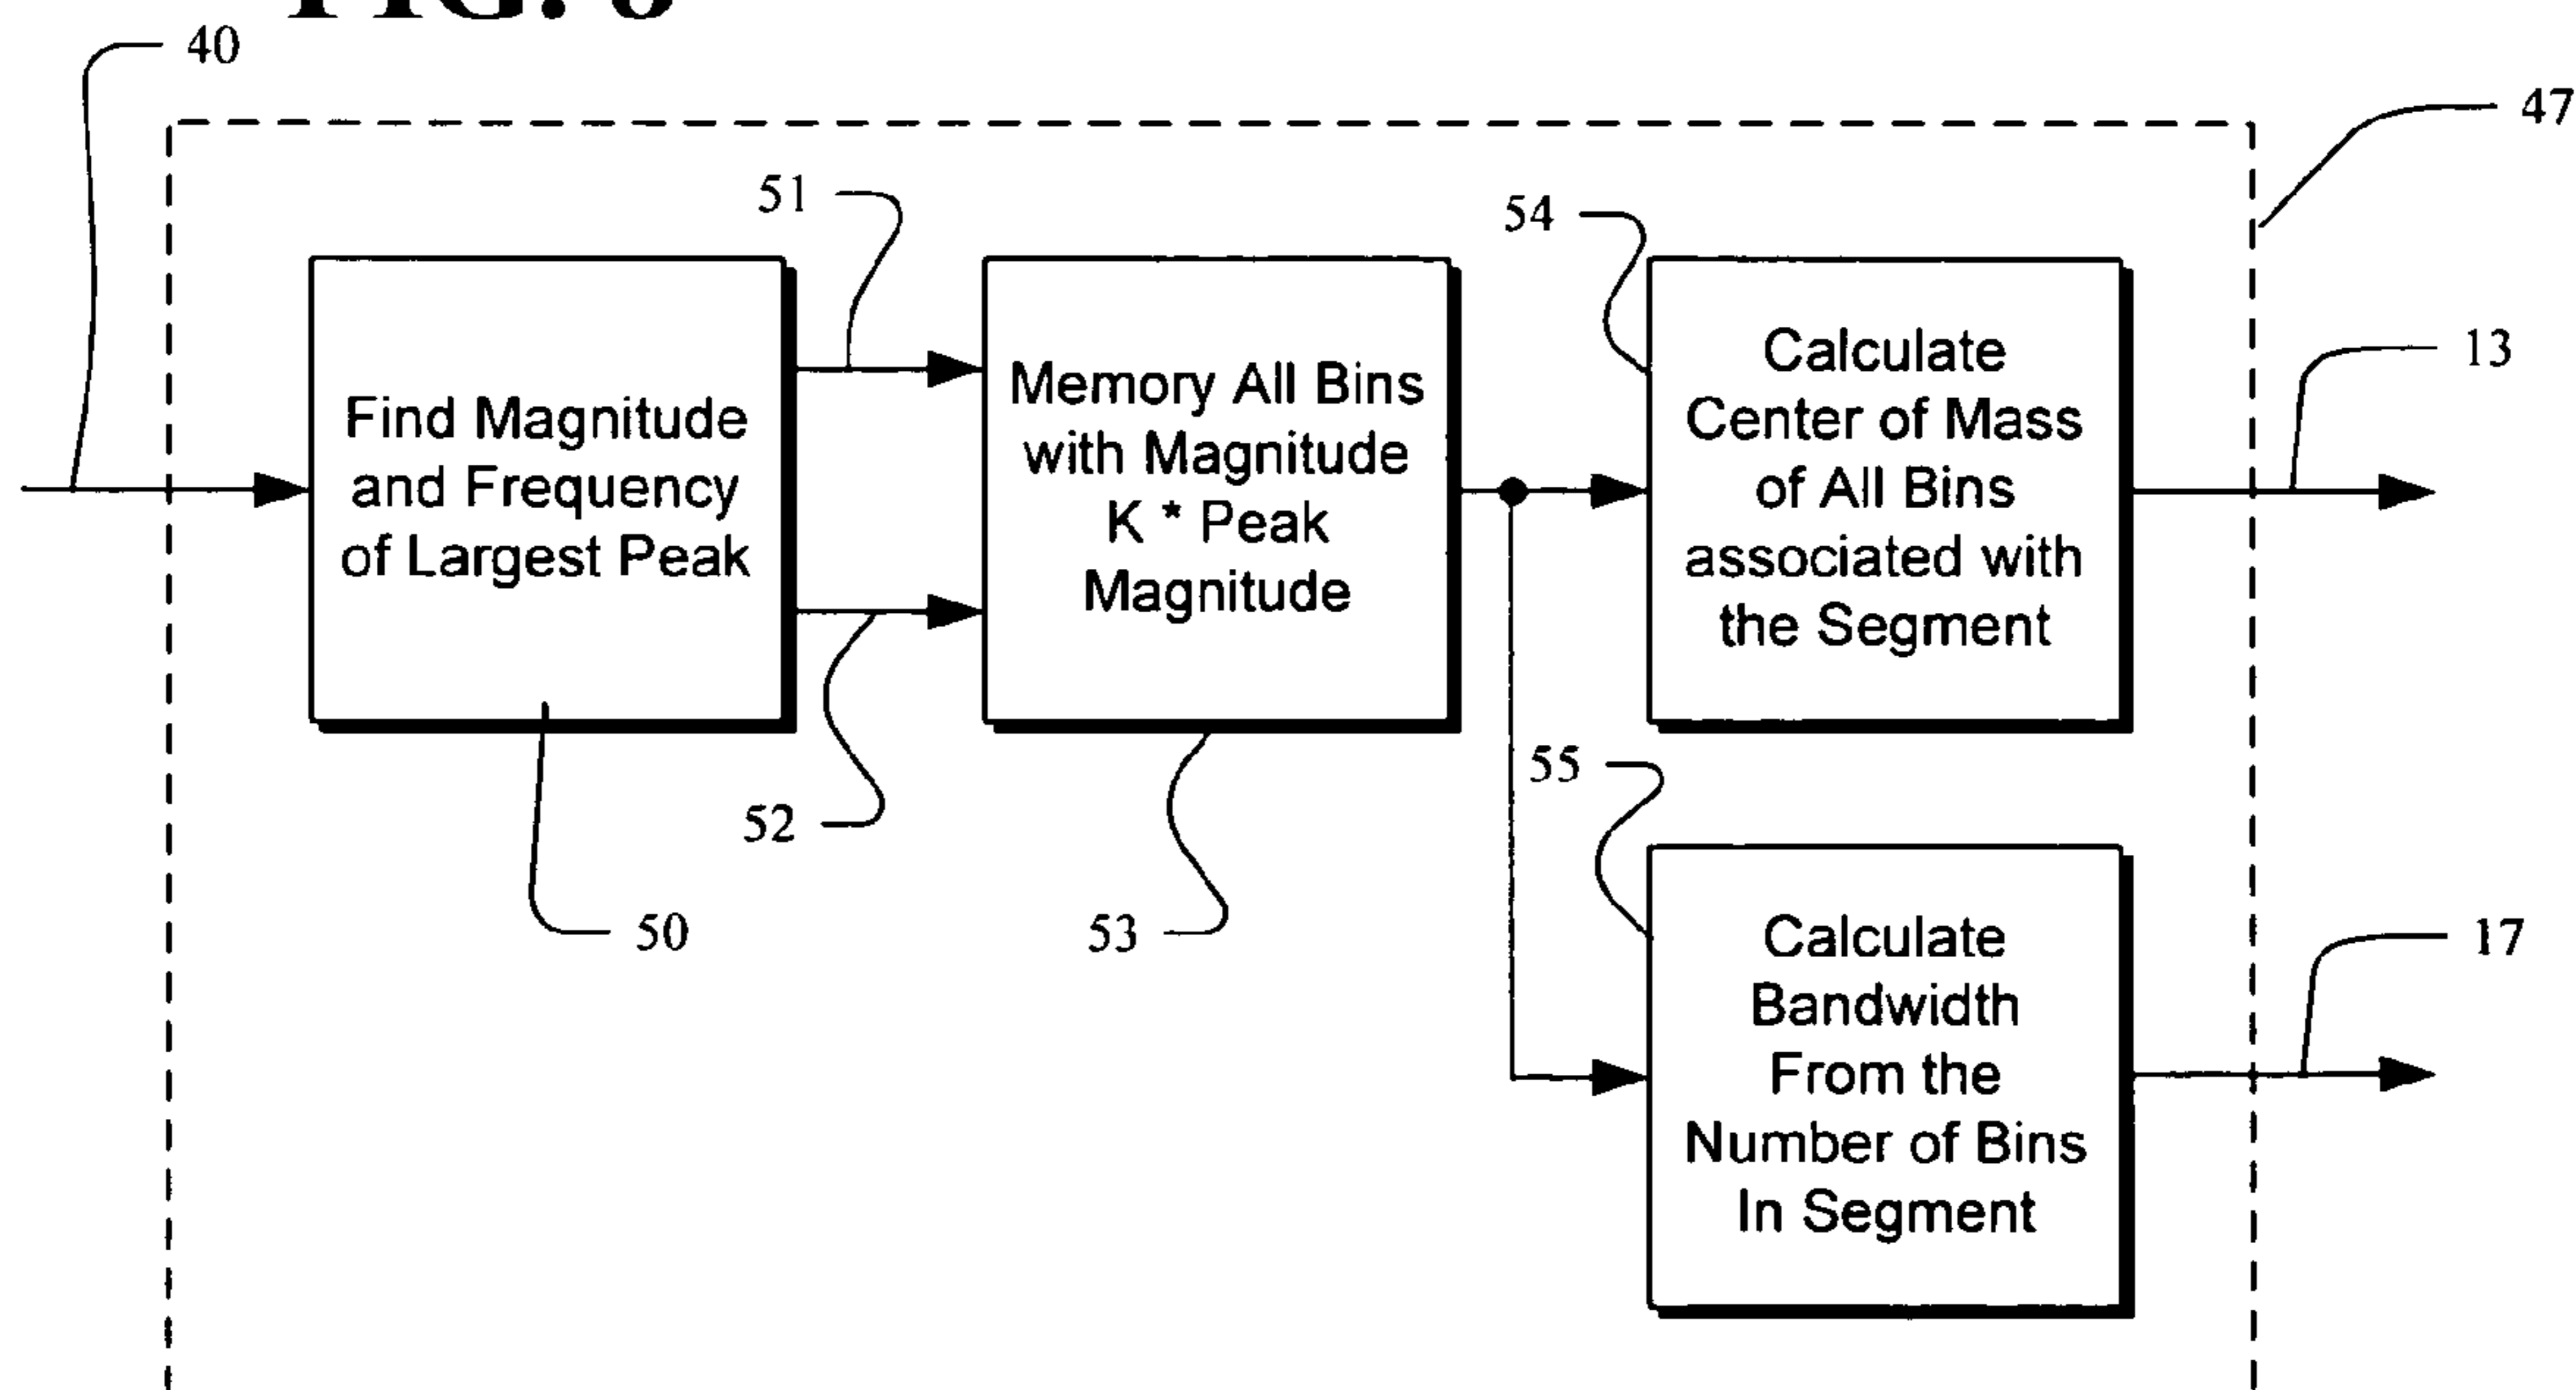 40
47
51
54
Find Magnitude
and Frequency
of Largest Peak
Memory All Bins
with Magnitude
K * Peak
Magnitude
Calculate
Center of Mass
of All Bins
associated with
the Segment
13
52
50
53
55
Calculate
Bandwidth
From the
Number of Bins
In Segment
17